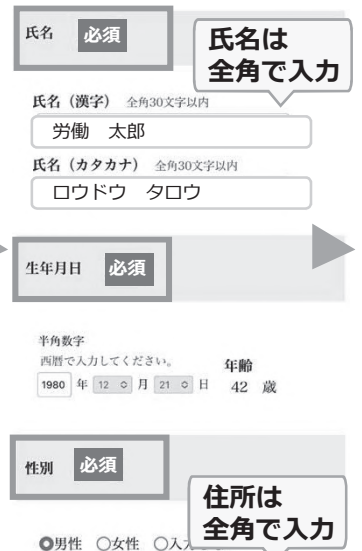 氏名 必須
氏名は
全角で入力
氏名（漢字） 全角30文字以内
労働　太郎
氏名（カタカナ） 全角30文字以内
ロウドウ　タロウ
生年月日 必須
半角数字
西暦で入力してください。
年齢
1980 年 12 月 21 日 42 歳
性別 必須
住所は
全角で入力
男性 女性